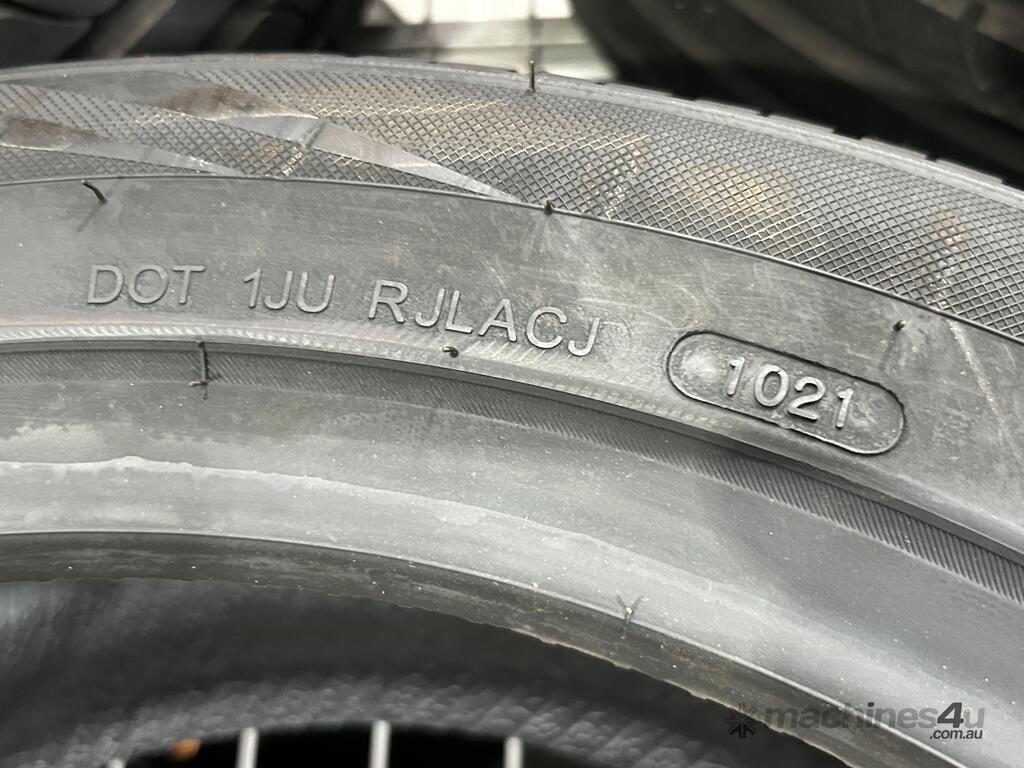 DOT 1JU RJLACJ 1021
machines4u
.com.au